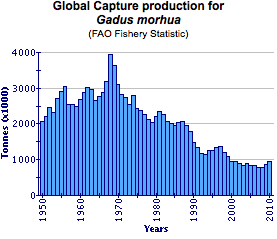 Global Capture production for
Gadus morhua
(FAO Fishery Statistic)
Tonnes (x1000)
4000
3000
2000
1000
0
1950
1960
1970
1980
1990
2000
2010
Years